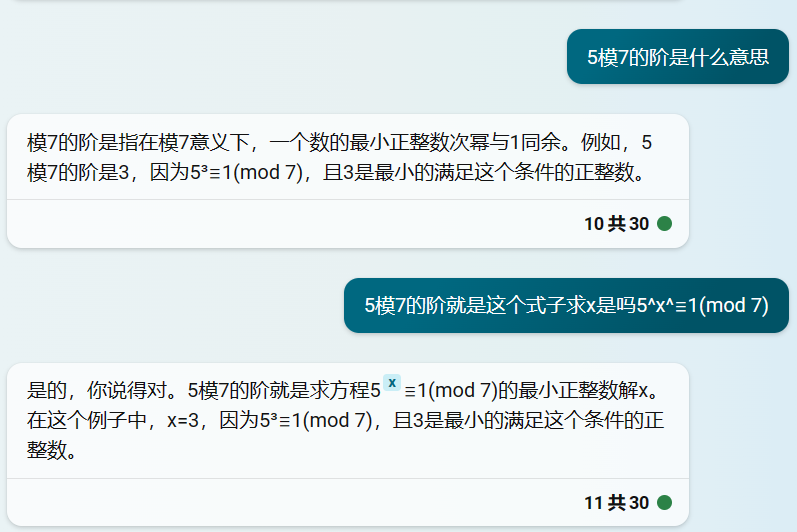 5模7的阶是什么意思
模7的阶是指在模7意义下，一个数的最小正整数次幂与1同余。例如，5
模7的阶是3，因为5³≡1(mod 7)，且3是最小的满足这个条件的正整数。
10 共 30
5模7的阶就是这个式子求x是吗5^x^≡1(mod 7)
是的，你说得对。5模7的阶就是求方程5 x ≡1(mod 7)的最小正整数解x。
在这个例子中，x=3，因为5³≡1(mod 7)，且3是最小的满足这个条件的正
整数。
11 共 30